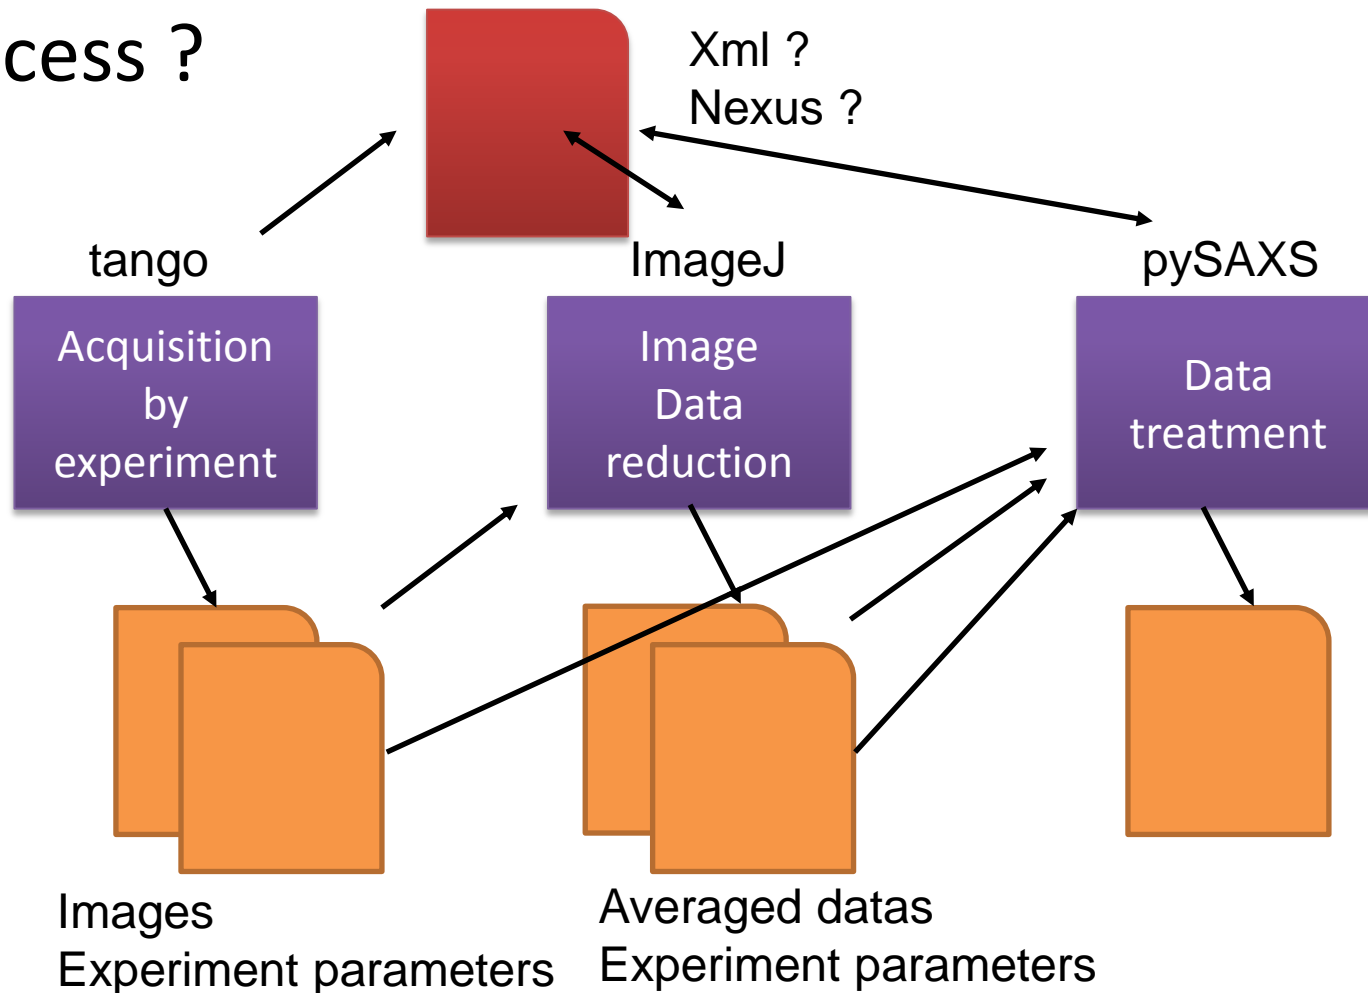 cess ?
Xml ?
Nexus ?
tango
ImageJ
pySAXS
Acquisition
by
experiment
Image
Data
reduction
Data
treatment
Images
Experiment parameters
Averaged datas
Experiment parameters